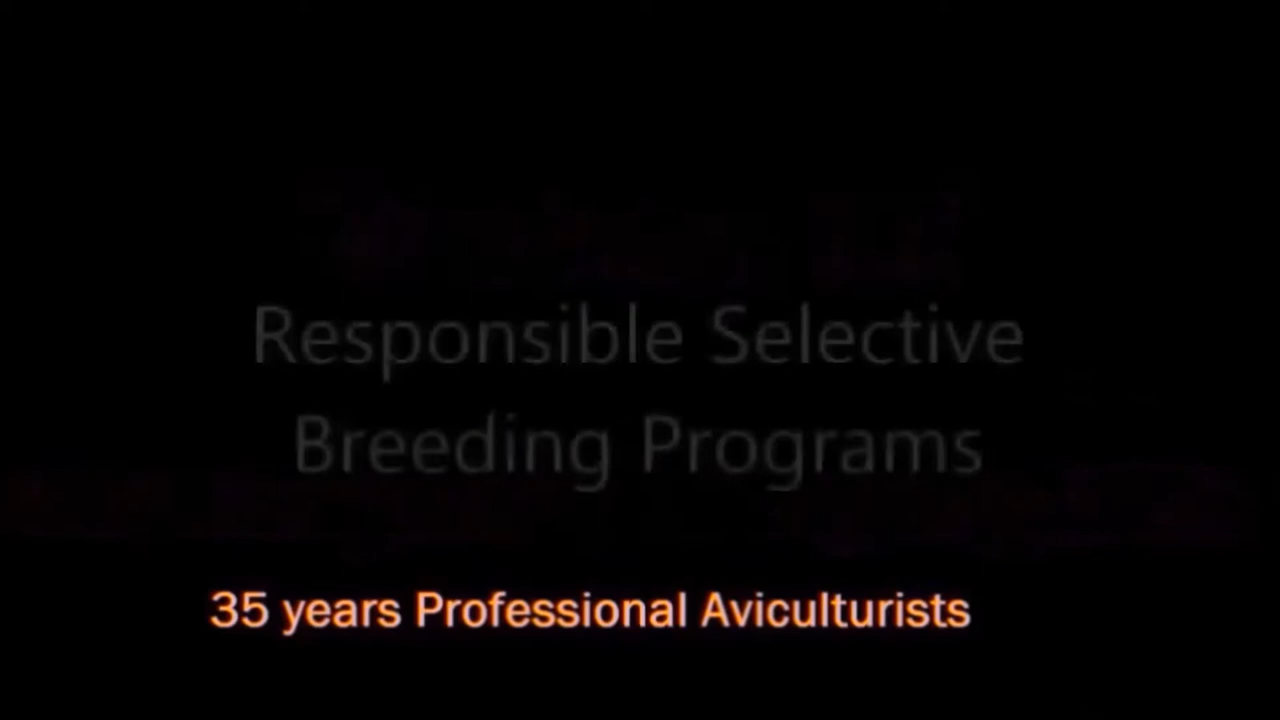 Responsible Selective
Breeding Programs
35 years Professional Aviculturists